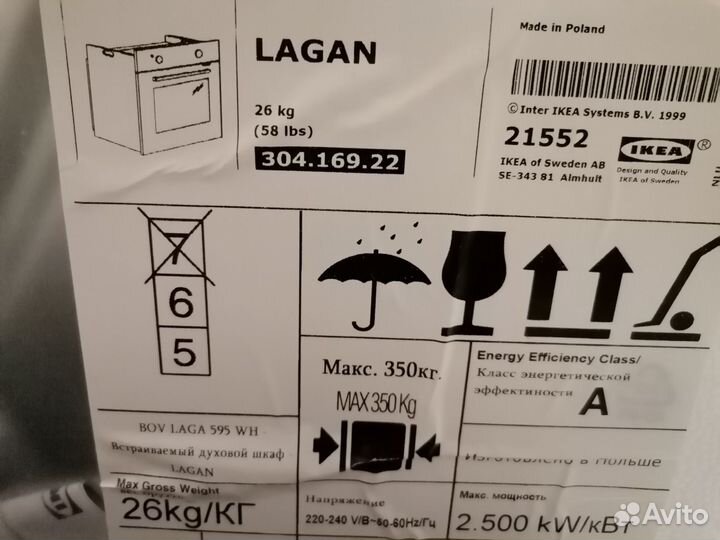 LAGAN
26 kg
(58 lbs)
304.169.22
Made in Poland
© Inter IKEA Systems B.V. 1999
21552
IKEA of Sweden AB
SE-343 81 Almhult
IKEA ®
Design and Quality
IKEA of Sweden
7
6
5
Макс. 350кг.
MAX 350 Kg
Energy Efficiency Class/
Класс энергетической
эффектиности A
BOV LAGA 595 WH -
Встраиваемый духовой шкаф
LAGAN
Изготовлено в Польше
Max Gross Weight
26kg/КГ
Напряжение
220-240 V/B~50-60Hz/Гц
Макс. мощность
2.500 kW/кВт
IKEA
Avito